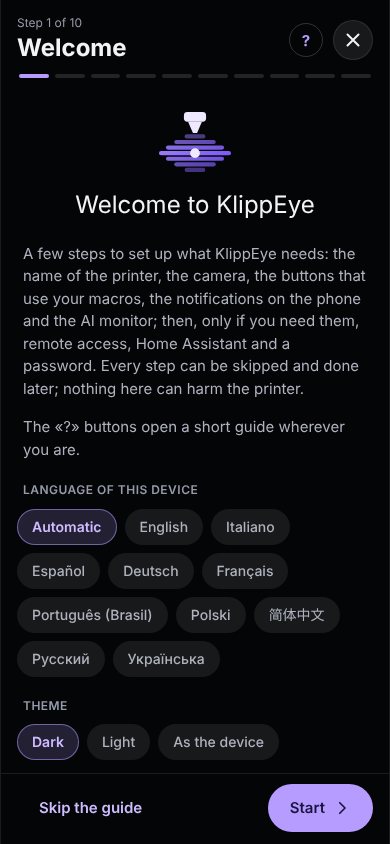 Step 1 of 10
Welcome
?
Welcome to KlippEye
A few steps to set up what KlippEye needs: the
name of the printer, the camera, the buttons that
use your macros, the notifications on the phone
and the AI monitor; then, only if you need them,
remote access, Home Assistant and a
password. Every step can be skipped and done
later; nothing here can harm the printer.
The «?» buttons open a short guide wherever
you are.
LANGUAGE OF THIS DEVICE
Automatic English Italiano
Español Deutsch Français
Português (Brasil) Polski 简体中文
Русский Українська
THEME
Dark Light As the device
Skip the guide Start